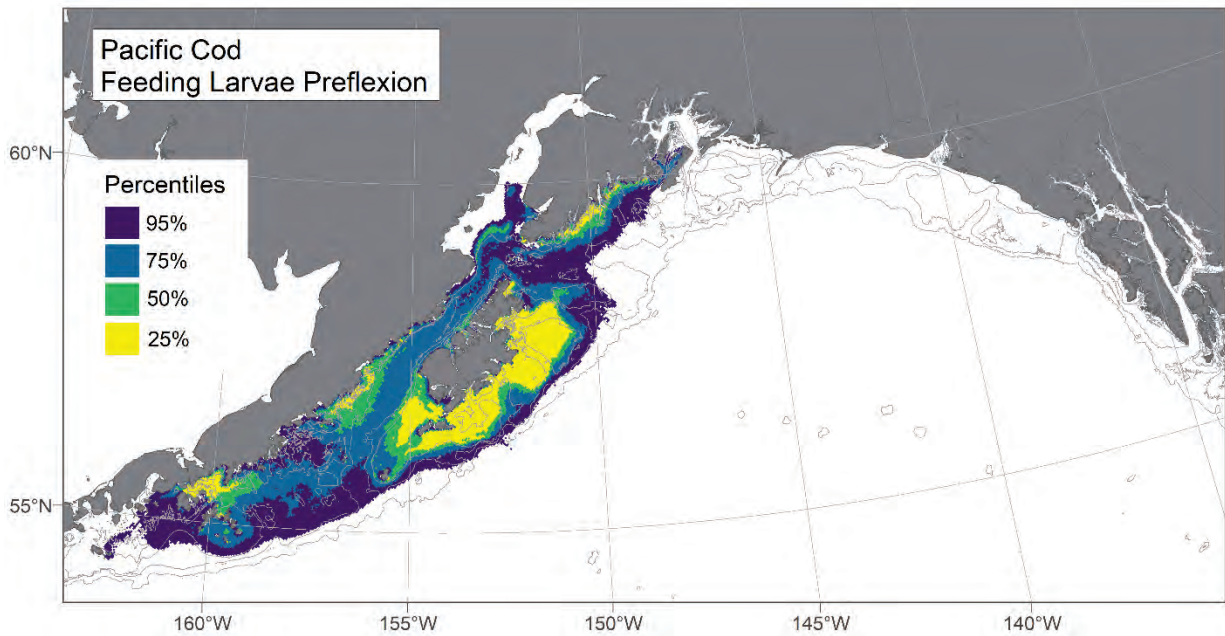 Pacific Cod
Feeding Larvae Preflexion
60°N
Percentiles
95%
75%
50%
25%
55°N
160°W
155°W
150°W
145°W
140°W